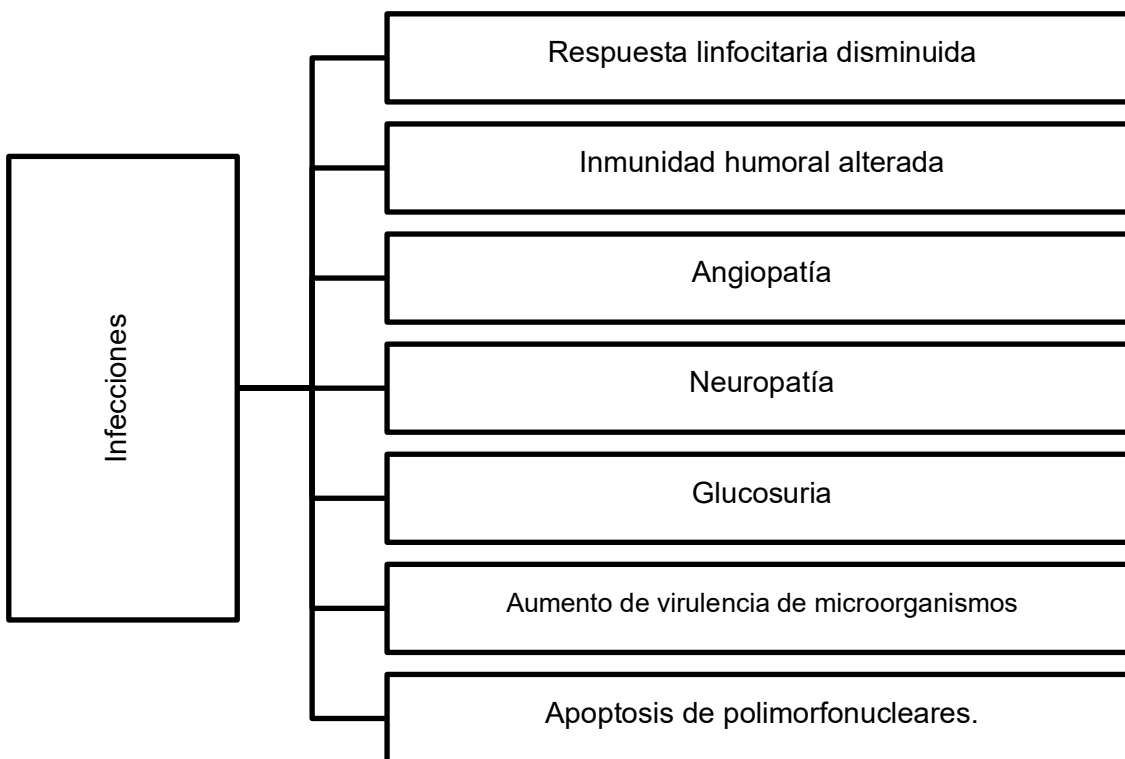 Infecciones
Respuesta linfocitaria disminuida
Inmunidad humoral alterada
Angiopatía
Neuropatía
Glucosuria
Aumento de virulencia de microorganismos
Apoptosis de polimorfonucleares.